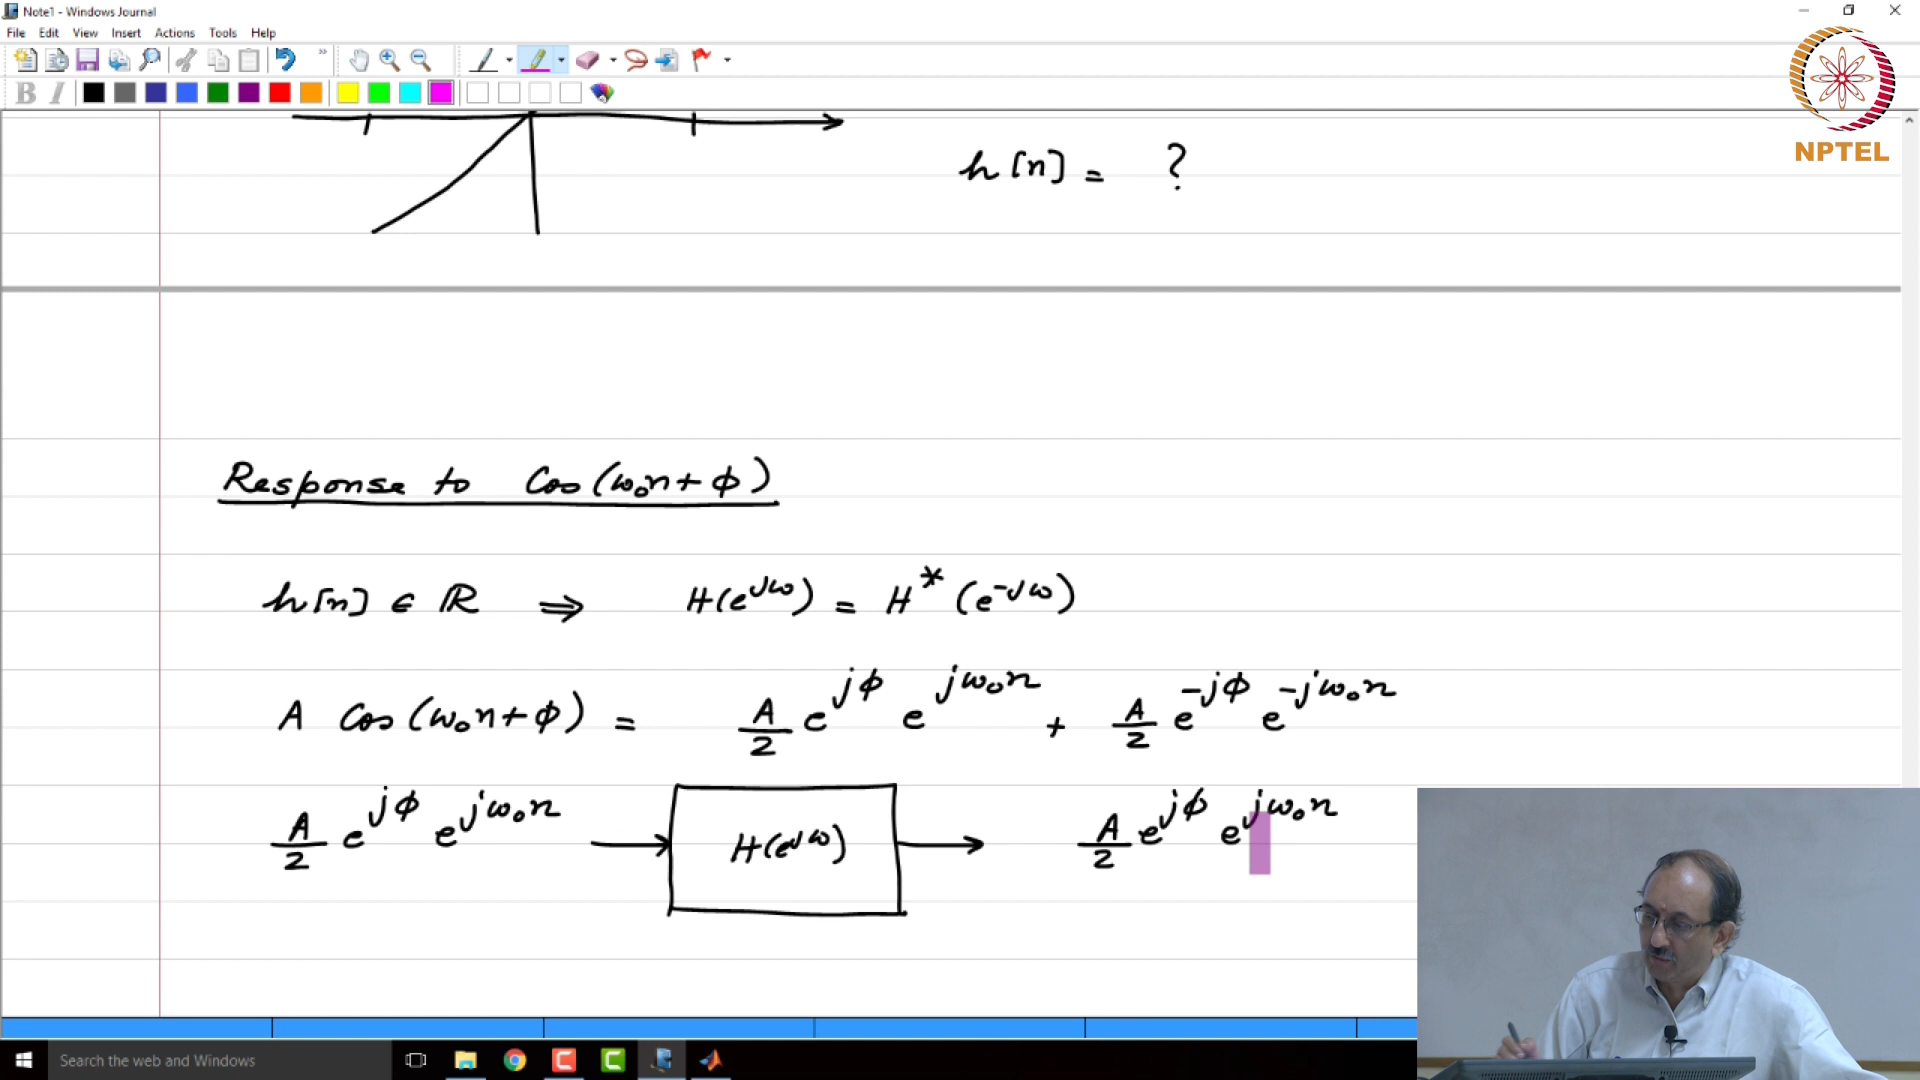 Note1 - Windows Journal
File Edit View Insert Actions Tools Help
B I
NPTEL
h[n] = ?
Response to Cos(ω₀n + φ)
h[n] ∈ ℝ ⇒ H(e^{jω}) = H^*(e^{-jω})
A Cos(ω₀n + φ) = A/2 e^{jφ} e^{jω₀n} + A/2 e^{-jφ} e^{-jω₀n}
A/2 e^{jφ} e^{jω₀n} → H(e^{jω}) → A/2 e^{jφ} e^{jω₀n}
Search the web and Windows